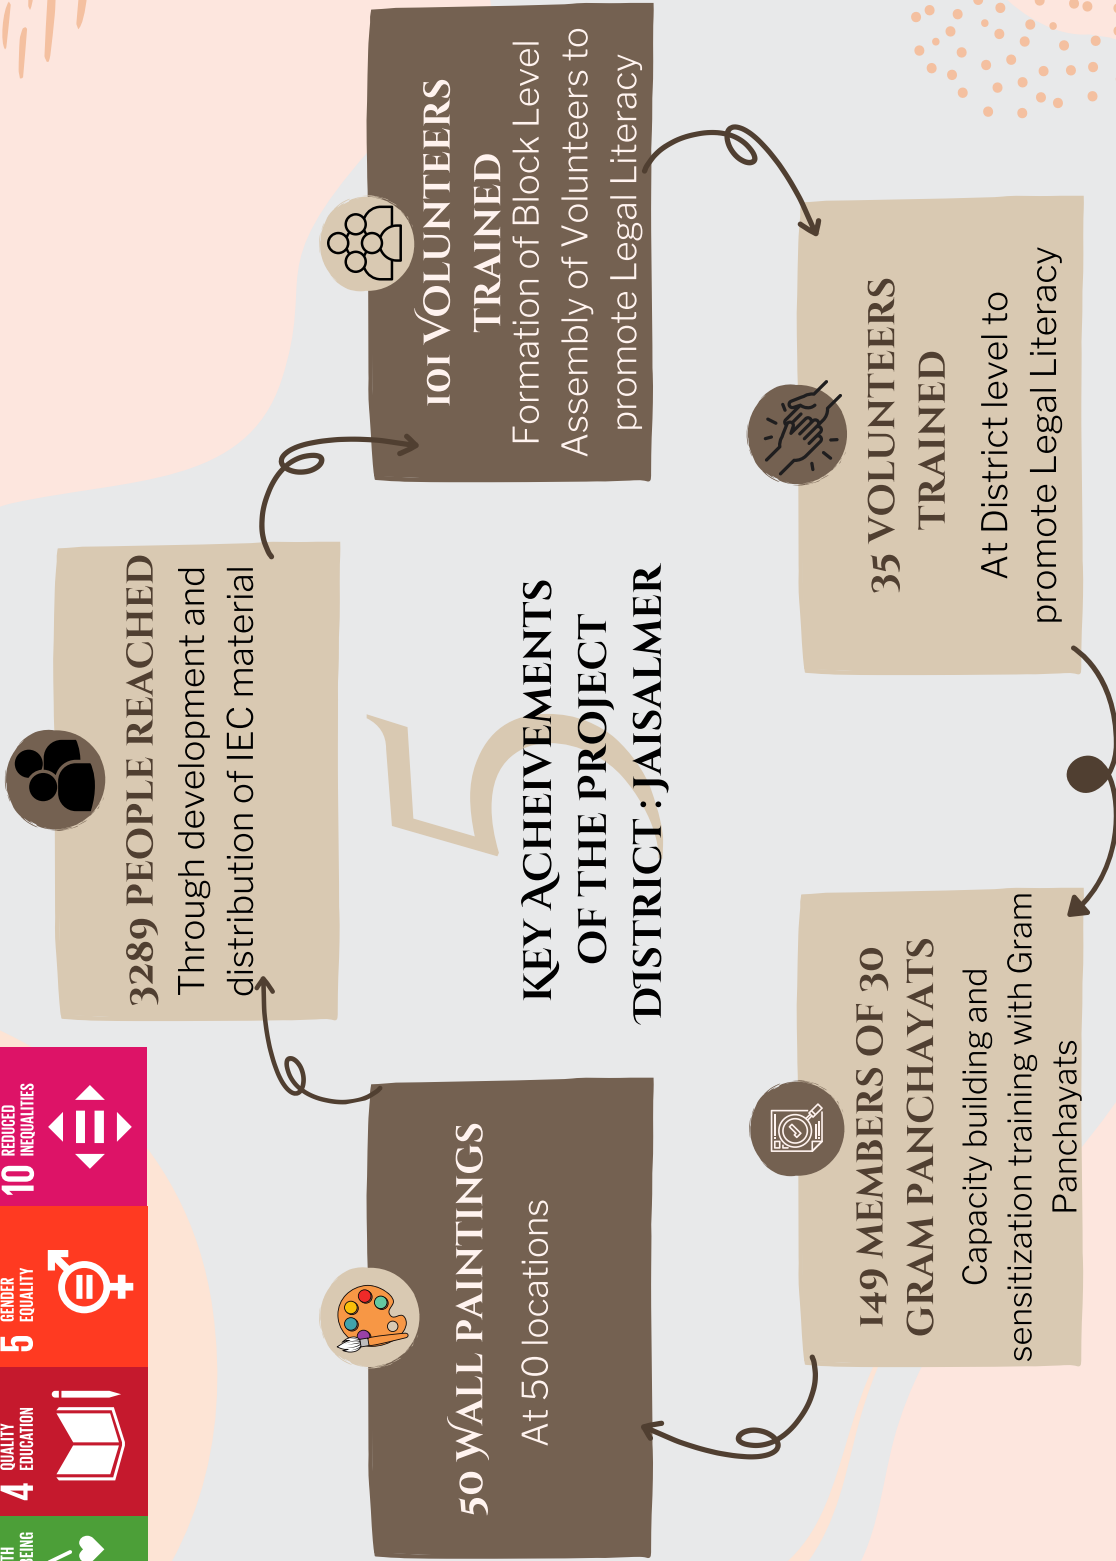 TH
BEING
4 QUALITY
EDUCATION
5 GENDER
EQUALITY
10 REDUCED
INEQUALITIES
3289 PEOPLE REACHED
Through development and
distribution of IEC material
101 VOLUNTEERS
TRAINED
Formation of Block Level
Assembly of Volunteers to
promote Legal Literacy
35 VOLUNTEERS
TRAINED
At District level to
promote Legal Literacy
149 MEMBERS OF 30
GRAM PANCHAYATS
Capacity building and
sensitization training with Gram
Panchayats
50 WALL PAINTINGS
At 50 locations
5
KEY ACHEIVEMENTS
OF THE PROJECT
DISTRICT : JAISALMER